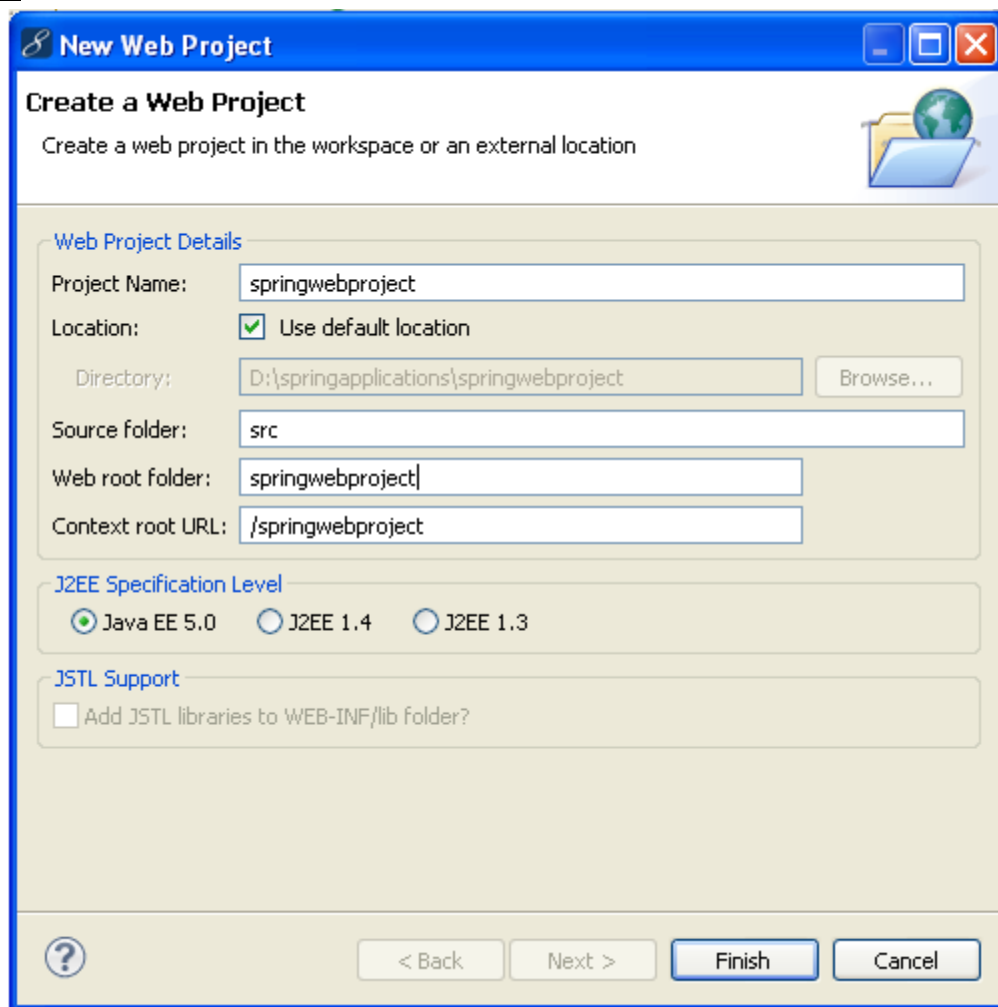 New Web Project
Create a Web Project
Create a web project in the workspace or an external location
Web Project Details
Project Name: springwebproject
Location: Use default location
Directory: D:\springapplications\springwebproject Browse...
Source folder: src
Web root folder: springwebproject
Context root URL: /springwebproject
J2EE Specification Level
Java EE 5.0 J2EE 1.4 J2EE 1.3
JSTL Support
Add JSTL libraries to WEB-INF/lib folder?
? < Back Next > Finish Cancel